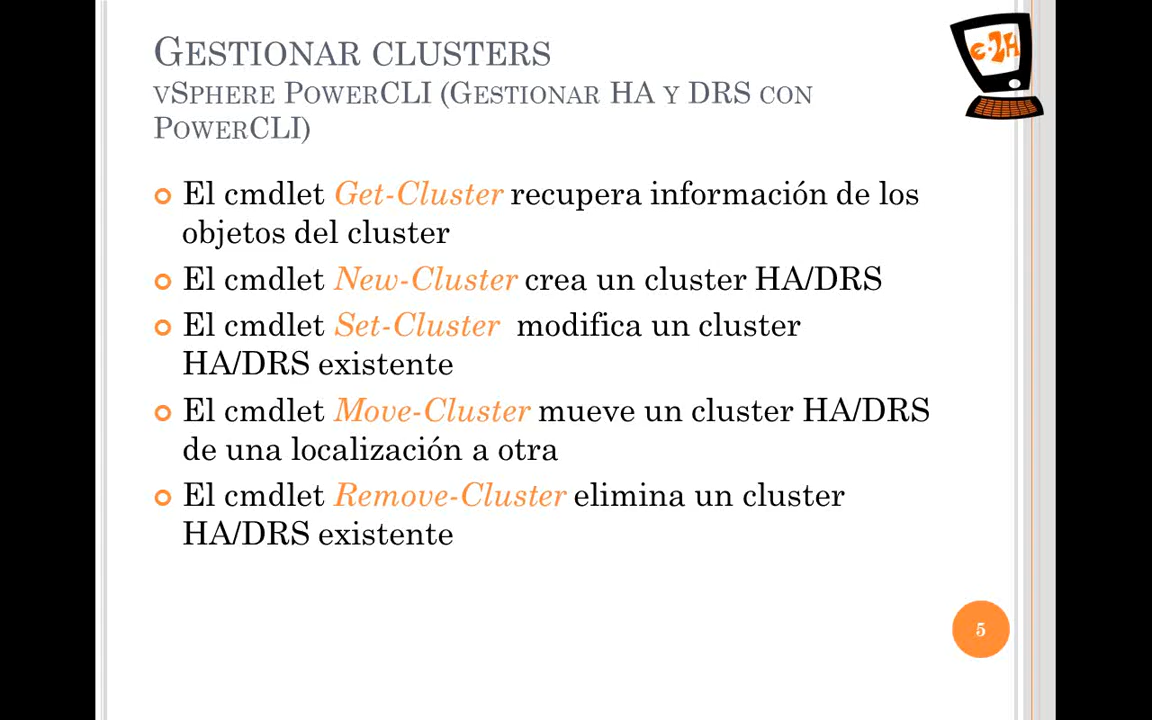 GESTIONAR CLUSTERS
VSPHERE POWERCLI (GESTIONAR HA Y DRS CON
POWERCLI)
e-2H
El cmdlet Get-Cluster recupera información de los
objetos del cluster
El cmdlet New-Cluster crea un cluster HA/DRS
El cmdlet Set-Cluster modifica un cluster
HA/DRS existente
El cmdlet Move-Cluster mueve un cluster HA/DRS
de una localización a otra
El cmdlet Remove-Cluster elimina un cluster
HA/DRS existente
5